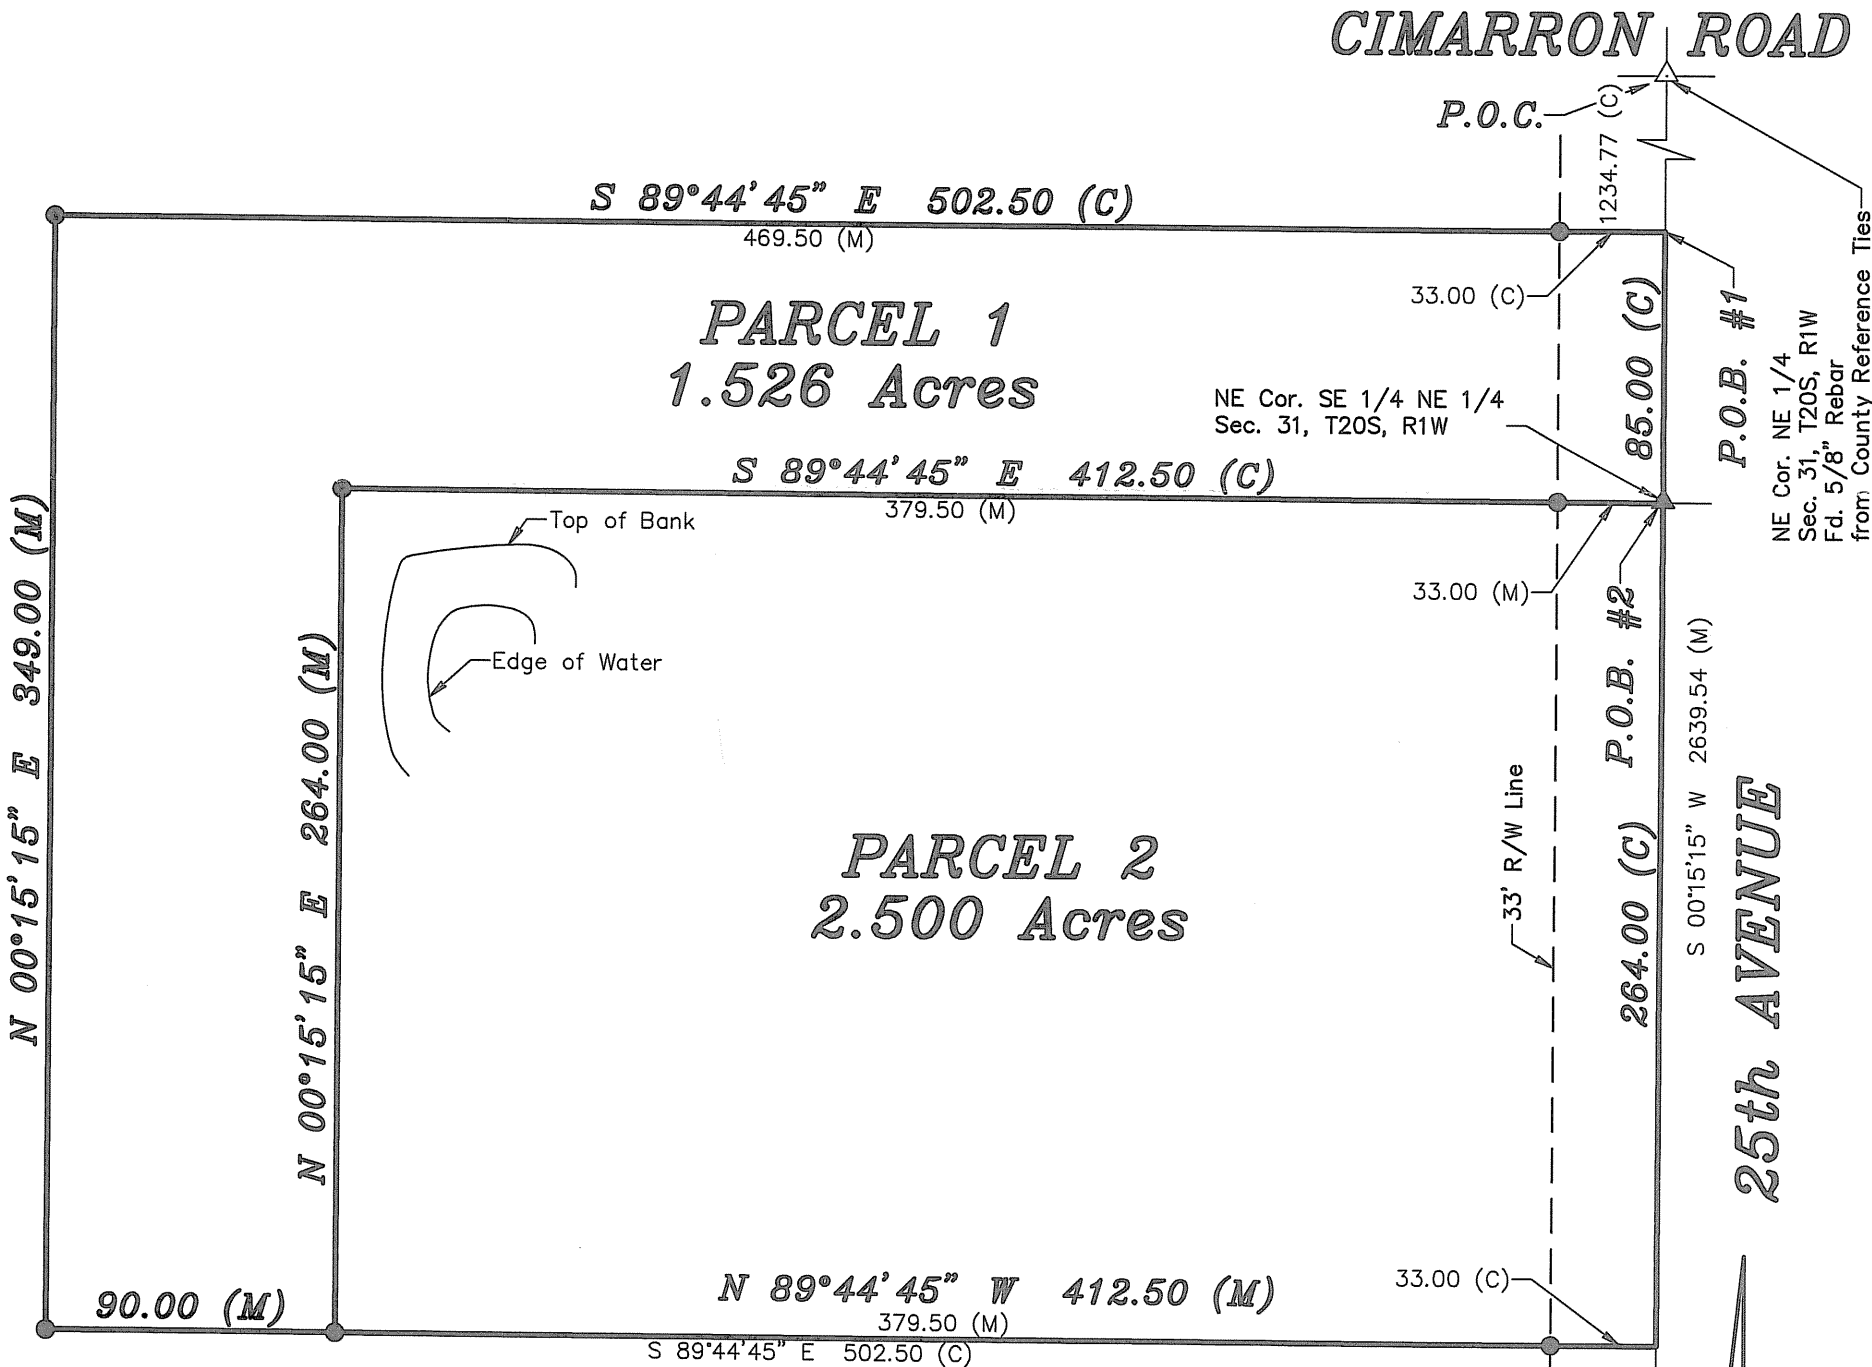 CIMARRON ROAD
P.O.C.
1234.77 (C)
S 89°44'45" E 502.50 (C)
469.50 (M)
33.00 (C)
PARCEL 1
1.526 Acres
85.00 (C)
P.O.B. #1
NE Cor. NE 1/4
Sec. 31, T20S, R1W
Fd. 5/8" Rebar
from County Reference Ties
NE Cor. SE 1/4 NE 1/4
Sec. 31, T20S, R1W
S 89°44'45" E 412.50 (C)
379.50 (M)
33.00 (M)
Top of Bank
Edge of Water
N 00°15'15" E 349.00 (M)
N 00°15'15" E 264.00 (M)
P.O.B. #2
S 00°15'15" W 2639.54 (M)
PARCEL 2
2.500 Acres
33' R/W Line
264.00 (C)
25th AVENUE
90.00 (M)
N 89°44'45" W 412.50 (M)
379.50 (M)
33.00 (C)
S 89°44'45" E 502.50 (C)